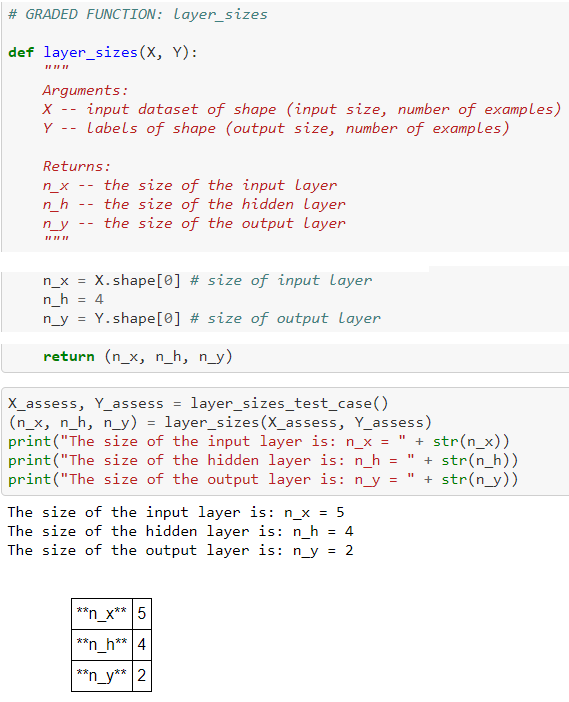 # GRADED FUNCTION: layer_sizes
def layer_sizes(X, Y):
"""
Arguments:
X -- input dataset of shape (input size, number of examples)
Y -- labels of shape (output size, number of examples)
Returns:
n_x -- the size of the input layer
n_h -- the size of the hidden layer
n_y -- the size of the output layer
"""
n_x = X.shape[0] # size of input layer
n_h = 4
n_y = Y.shape[0] # size of output layer
return (n_x, n_h, n_y)
X_assess, Y_assess = layer_sizes_test_case()
(n_x, n_h, n_y) = layer_sizes(X_assess, Y_assess)
print("The size of the input layer is: n_x = " + str(n_x))
print("The size of the hidden layer is: n_h = " + str(n_h))
print("The size of the output layer is: n_y = " + str(n_y))
The size of the input layer is: n_x = 5
The size of the hidden layer is: n_h = 4
The size of the output layer is: n_y = 2
**n_x** 5
**n_h** 4
**n_y** 2